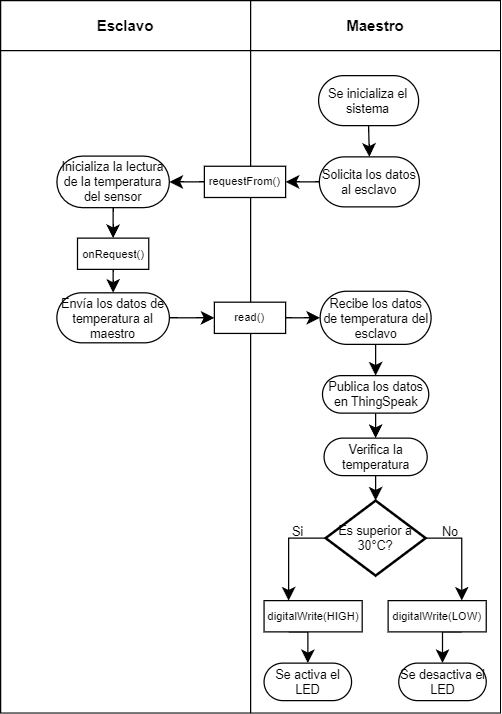 Esclavo
Maestro
Se inicializa el
sistema
Solicita los datos
al esclavo
requestFrom()
Inicializa la lectura
de la temperatura
del sensor
onRequest()
Envía los datos de
temperatura al
maestro
read()
Recibe los datos
de temperatura del
esclavo
Publica los datos
en ThingSpeak
Verifica la
temperatura
Es superior a
30°C?
Si
No
digitalWrite(HIGH)
digitalWrite(LOW)
Se activa el
LED
Se desactiva el
LED